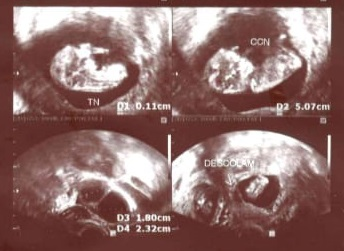 CCN
TN
D1 0.11cm
D2 5.07cm
DESCOLAM
D3 1.80cm
D4 2.32cm